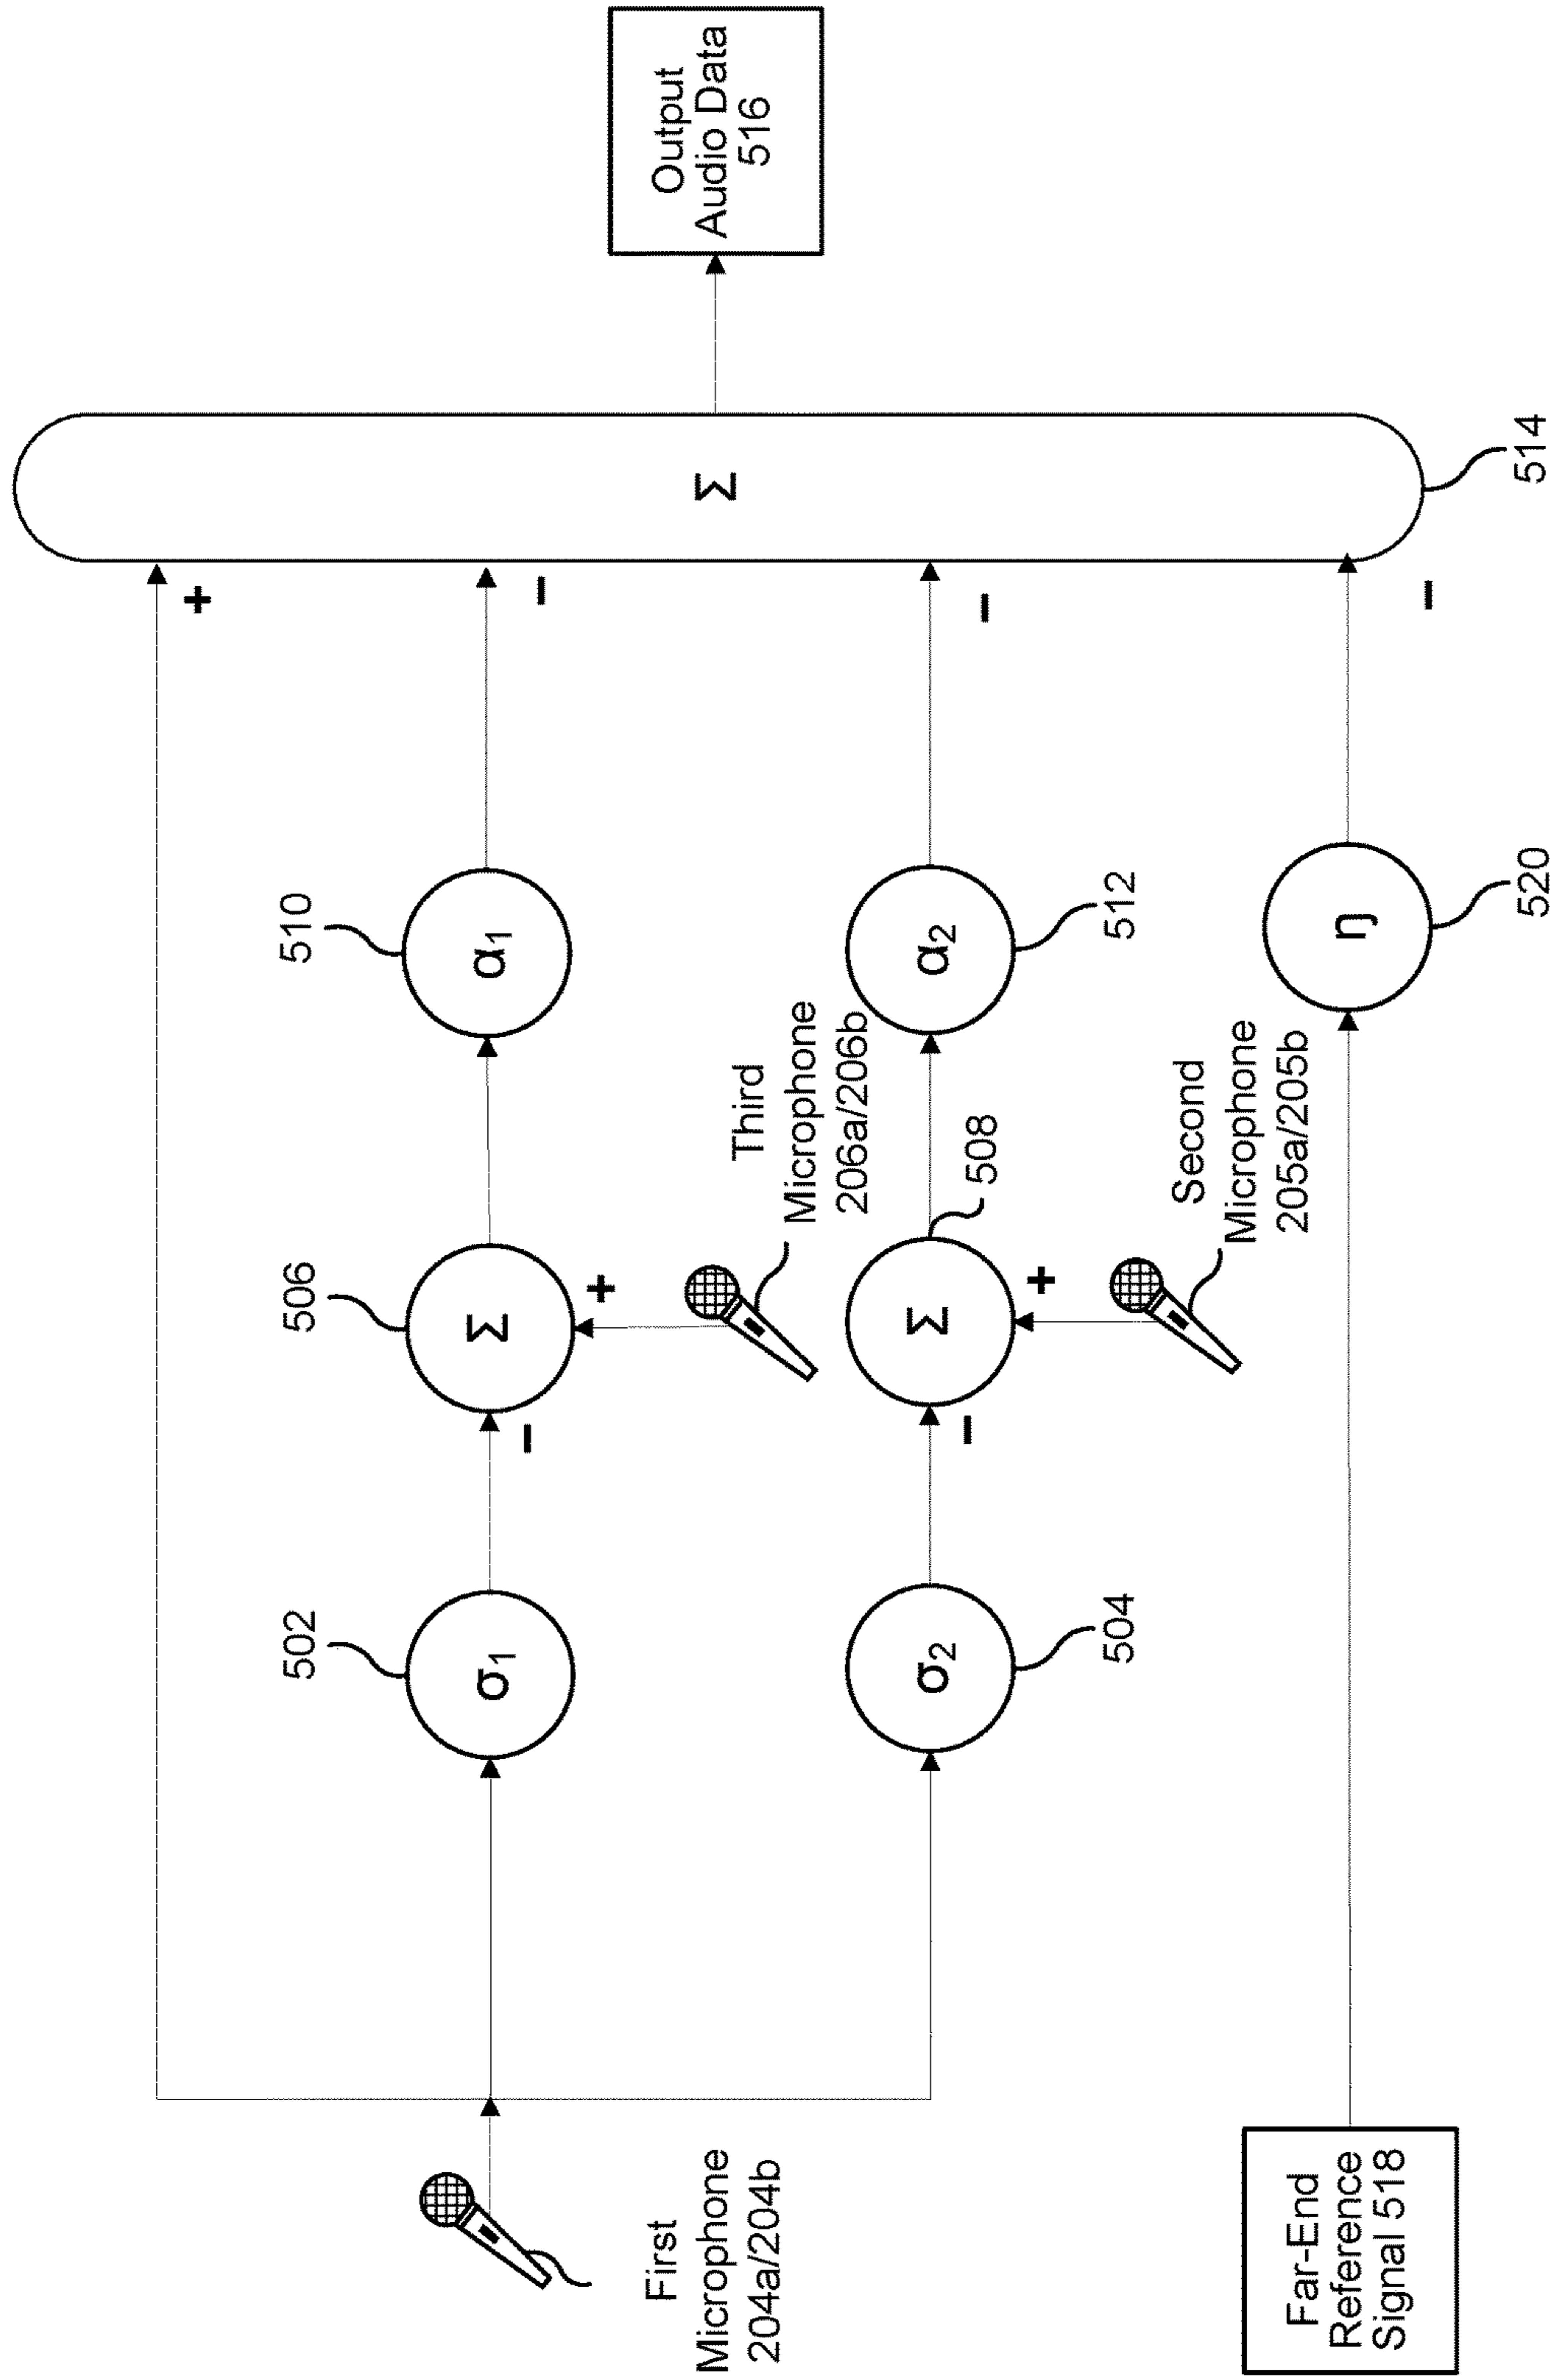 First
Microphone
204a/204b
Far-End
Reference
Signal 518
502
σ1
504
σ2
506
Σ
−
+
508
Σ
−
+
Third
Microphone
206a/206b
Second
Microphone
205a/205b
510
α1
512
α2
520
η
+
−
−
−
Σ
514
Output
Audio Data
516